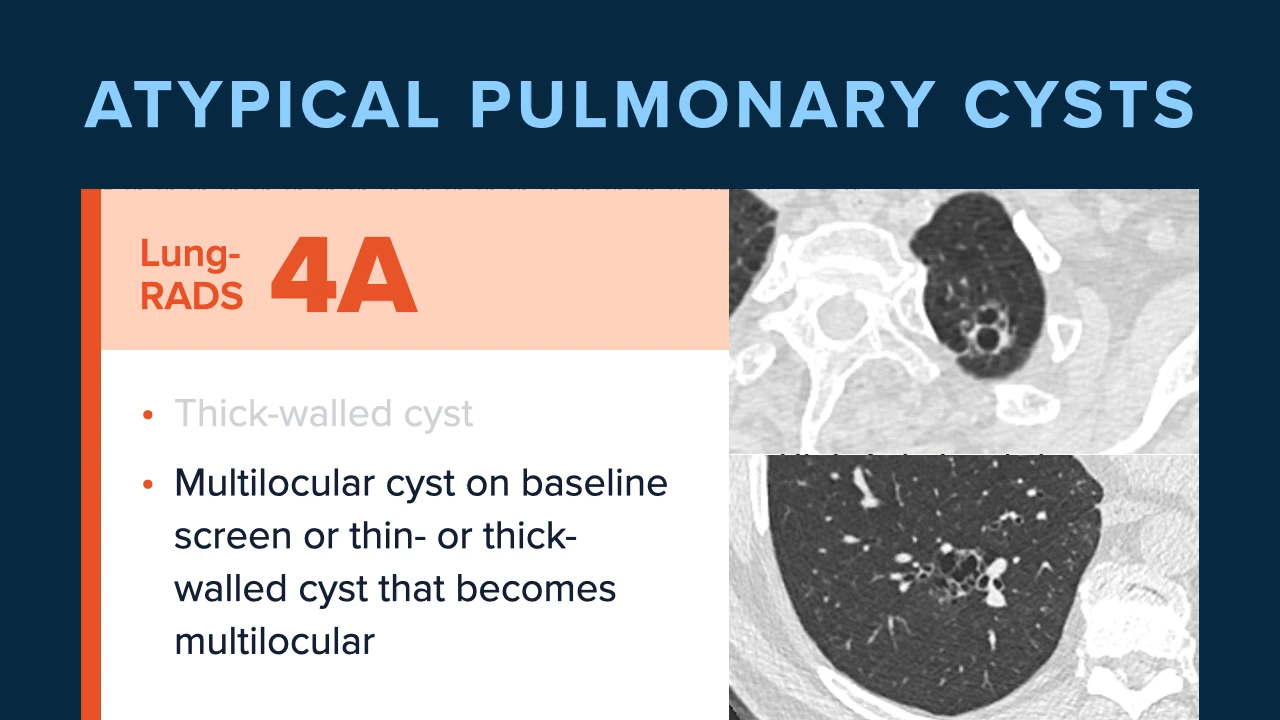 ATYPICAL PULMONARY CYSTS
Lung-
RADS
4A
• Thick-walled cyst
• Multilocular cyst on baseline
screen or thin- or thick-
walled cyst that becomes
multilocular